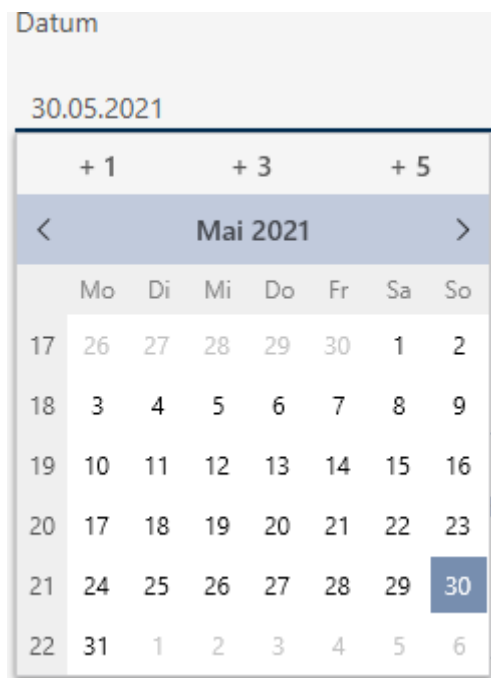 Datum
30.05.2021
+ 1 + 3 + 5
< Mai 2021 >
Mo Di Mi Do Fr Sa So
17 26 27 28 29 30 1 2
18 3 4 5 6 7 8 9
19 10 11 12 13 14 15 16
20 17 18 19 20 21 22 23
21 24 25 26 27 28 29 30
22 31 1 2 3 4 5 6